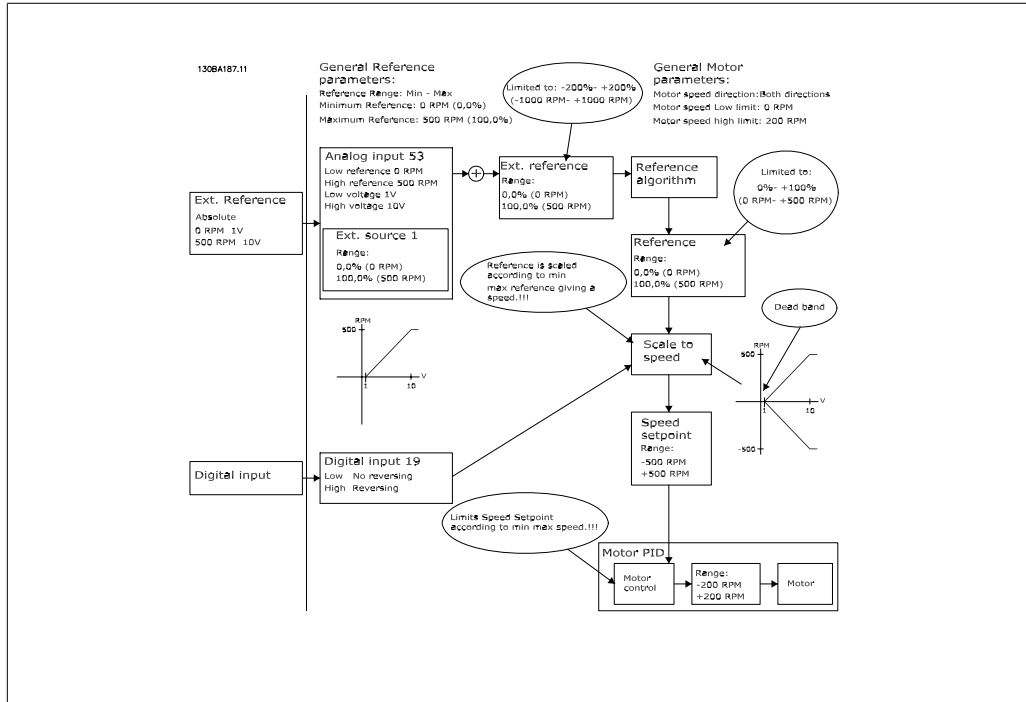 130BA187.11
General Reference
parameters:
Reference Range: Min - Max
Minimum Reference: 0 RPM (0,0%)
Maximum Reference: 500 RPM (100,0%)
Limited to: -200%- +200%
(-1000 RPM- +1000 RPM)
General Motor
parameters:
Motor speed direction:Both directions
Motor speed Low limit: 0 RPM
Motor speed high limit: 200 RPM
Ext. Reference
Absolute
0 RPM 1V
500 RPM 10V
Analog input 53
Low reference 0 RPM
High reference 500 RPM
Low voltage 1V
High voltage 10V
Ext. source 1
Range:
0,0% (0 RPM)
100,0% (500 RPM)
Ext. reference
Range:
0,0% (0 RPM)
100,0% (500 RPM)
Reference
algorithm
Limited to:
0%- +100%
(0 RPM- +500 RPM)
Reference
Range:
0,0% (0 RPM)
100,0% (500 RPM)
Reference is scaled
according to min
max reference giving a
speed.!!!
Dead band
RPM
500
V
1
10
Scale to
speed
RPM
500
V
1
10
-500
Speed
setpoint
Range:
-500 RPM
+500 RPM
Digital input
Digital input 19
Low No reversing
High Reversing
Limits Speed Setpoint
according to min max speed.!!!
Motor PID
Motor
control
Range:
-200 RPM
+200 RPM
Motor